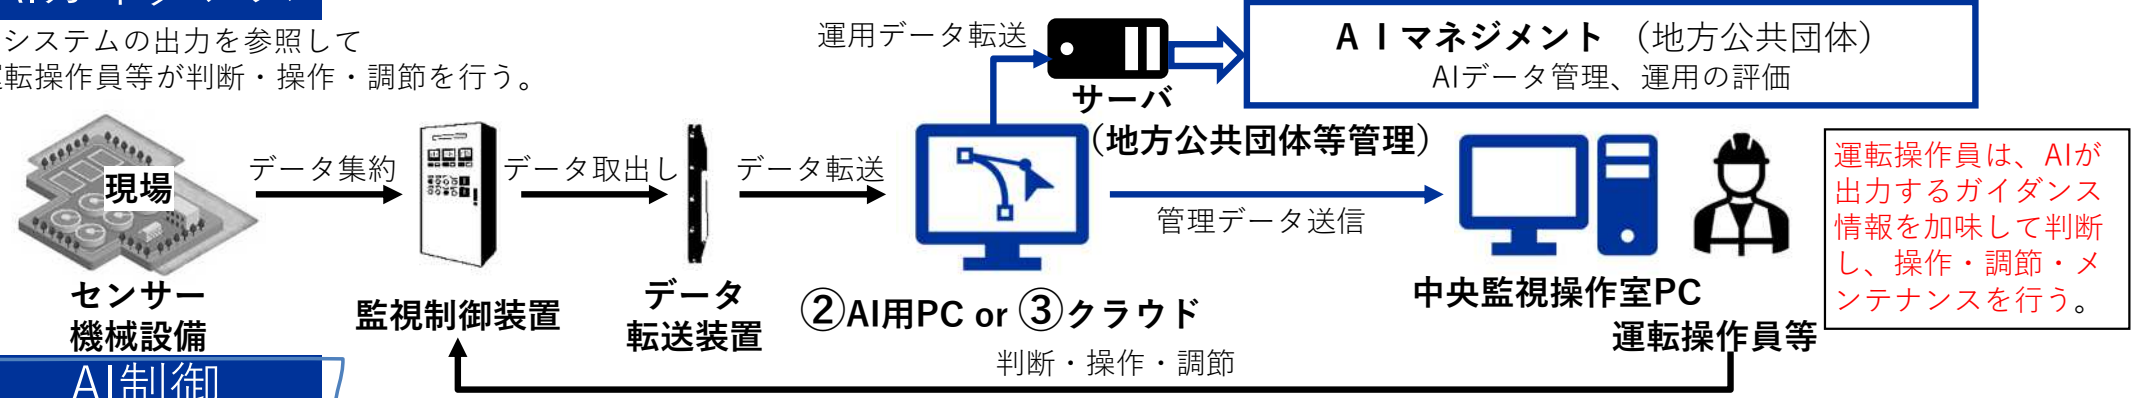 システムの出力を参照して
転操作員等が判断・操作・調節を行う。
運用データ転送
ＡＩマネジメント （地方公共団体）
AIデータ管理、運用の評価
サーバ
（地方公共団体等管理）
現場
データ集約
データ取出し
データ転送
管理データ送信
運転操作員は、AIが
出力するガイダンス
情報を加味して判断
し、操作・調節・メ
ンテナンスを行う。
センサー
機械設備
監視制御装置
データ
転送装置
②AI用PC or ③クラウド
中央監視操作室PC
運転操作員等
判断・操作・調節
AI制御